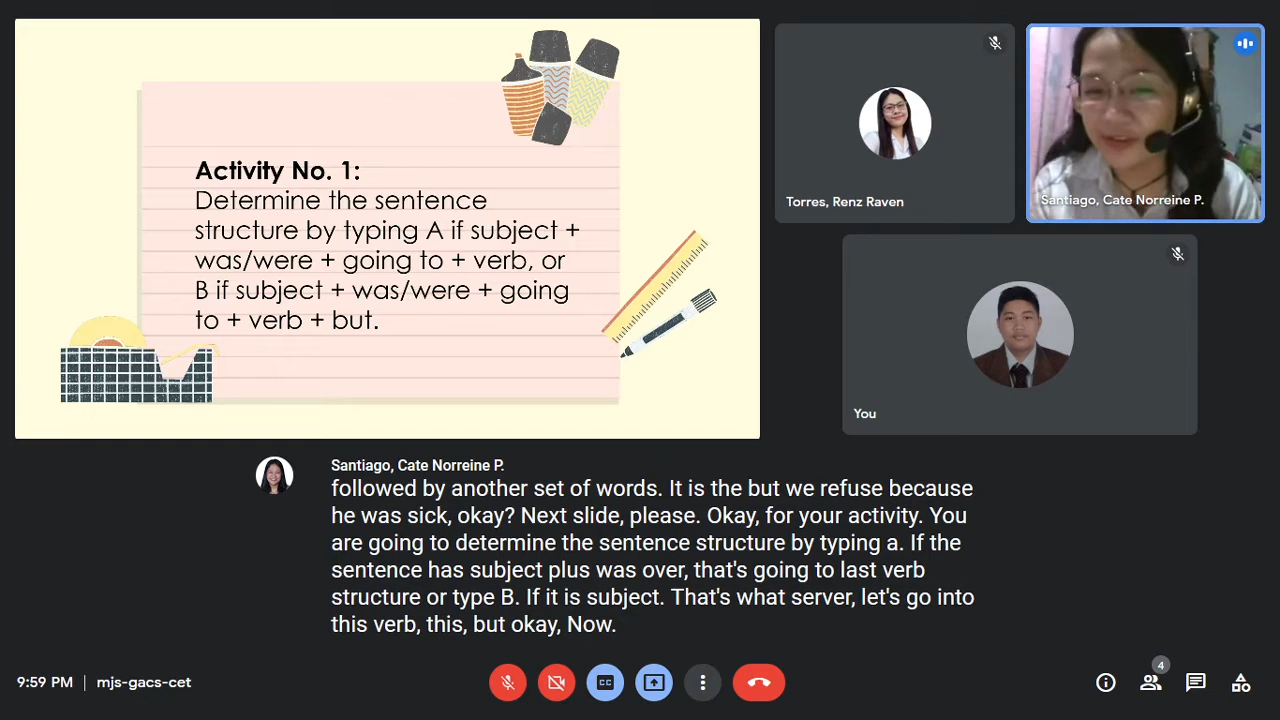 Activity No. 1:
Determine the sentence
structure by typing A if subject +
was/were + going to + verb, or
B if subject + was/were + going
to + verb + but.
Torres, Renz Raven
Santiago, Cate Norreine P.
You
Santiago, Cate Norreine P.
followed by another set of words. It is the but we refuse because
he was sick, okay? Next slide, please. Okay, for your activity. You
are going to determine the sentence structure by typing a. If the
sentence has subject plus was over, that's going to last verb
structure or type B. If it is subject. That's what server, let's go into
this verb, this, but okay, Now.
9:59 PM | mjs-gacs-cet
CC
4